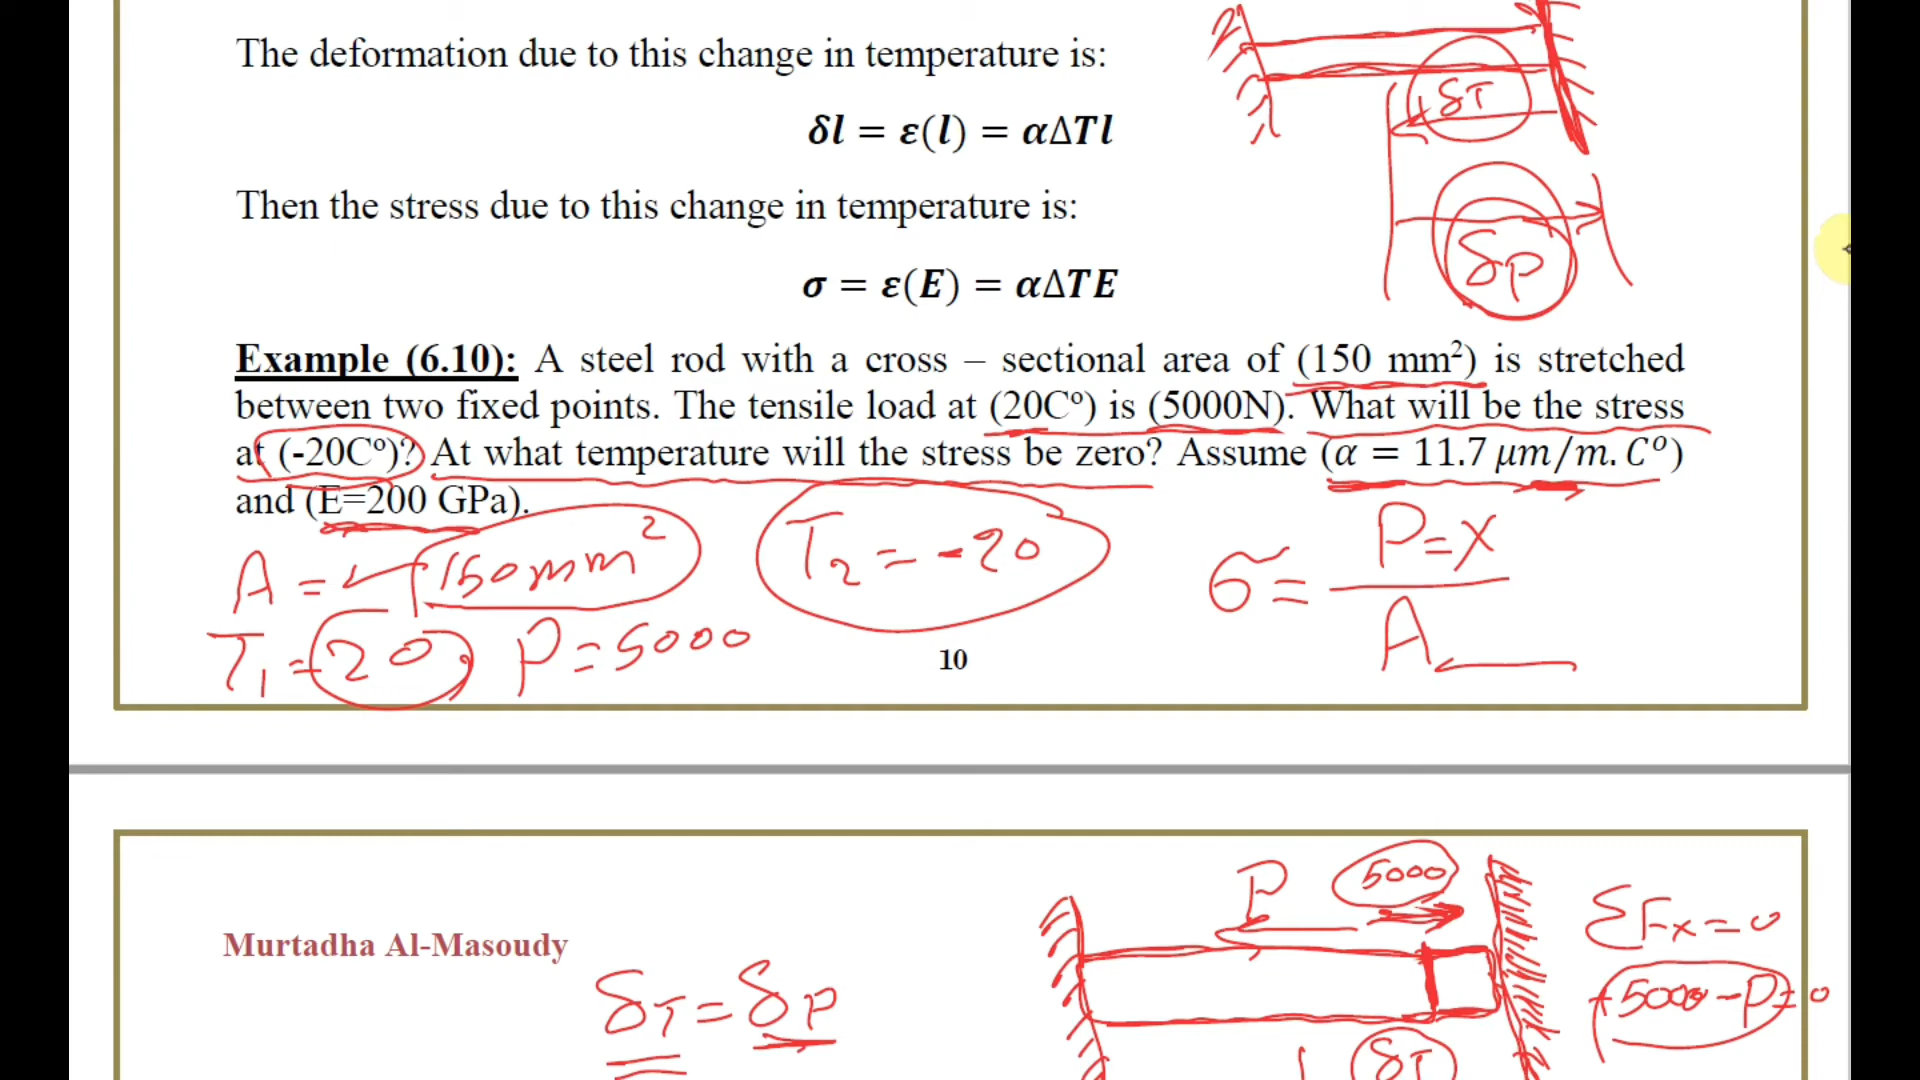 The deformation due to this change in temperature is:
δl = ε(l) = αΔTl
δT
Then the stress due to this change in temperature is:
δP
σ = ε(E) = αΔTE
Example (6.10): A steel rod with a cross – sectional area of (150 mm²) is stretched
between two fixed points. The tensile load at (20Cº) is (5000N). What will be the stress
at (-20Cº)? At what temperature will the stress be zero? Assume (α = 11.7 μm/m. Cº)
and (E=200 GPa).
A = 150mm²
T₂ = -20
σ = P=x / A
T₁ = 20, P = 5000
10
P 5000
ΣFx = 0
Murtadha Al-Masoudy
δT = δP
+5000 - P = 0
δT